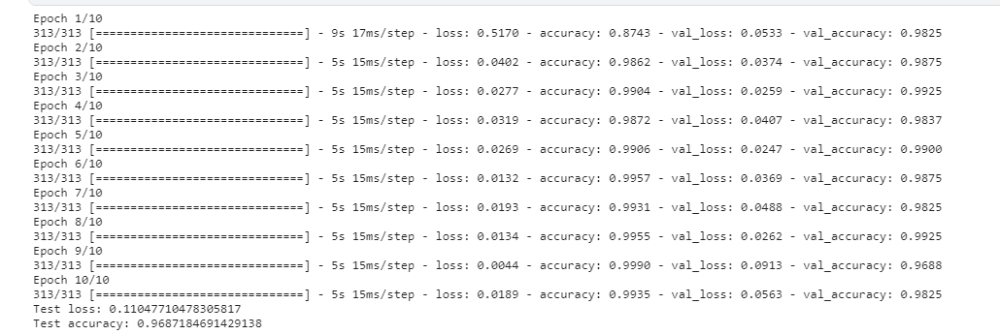 Epoch 1/10
313/313 [==============================] - 9s 17ms/step - loss: 0.5170 - accuracy: 0.8743 - val_loss: 0.0533 - val_accuracy: 0.9825
Epoch 2/10
313/313 [==============================] - 5s 15ms/step - loss: 0.0402 - accuracy: 0.9862 - val_loss: 0.0374 - val_accuracy: 0.9875
Epoch 3/10
313/313 [==============================] - 5s 15ms/step - loss: 0.0277 - accuracy: 0.9904 - val_loss: 0.0259 - val_accuracy: 0.9925
Epoch 4/10
313/313 [==============================] - 5s 15ms/step - loss: 0.0319 - accuracy: 0.9872 - val_loss: 0.0407 - val_accuracy: 0.9837
Epoch 5/10
313/313 [==============================] - 5s 15ms/step - loss: 0.0269 - accuracy: 0.9906 - val_loss: 0.0247 - val_accuracy: 0.9900
Epoch 6/10
313/313 [==============================] - 5s 15ms/step - loss: 0.0132 - accuracy: 0.9957 - val_loss: 0.0369 - val_accuracy: 0.9875
Epoch 7/10
313/313 [==============================] - 5s 15ms/step - loss: 0.0193 - accuracy: 0.9931 - val_loss: 0.0488 - val_accuracy: 0.9825
Epoch 8/10
313/313 [==============================] - 5s 15ms/step - loss: 0.0134 - accuracy: 0.9955 - val_loss: 0.0262 - val_accuracy: 0.9925
Epoch 9/10
313/313 [==============================] - 5s 15ms/step - loss: 0.0044 - accuracy: 0.9990 - val_loss: 0.0913 - val_accuracy: 0.9688
Epoch 10/10
313/313 [==============================] - 5s 15ms/step - loss: 0.0189 - accuracy: 0.9935 - val_loss: 0.0563 - val_accuracy: 0.9825
Test loss: 0.11047710478305817
Test accuracy: 0.9687184691429138